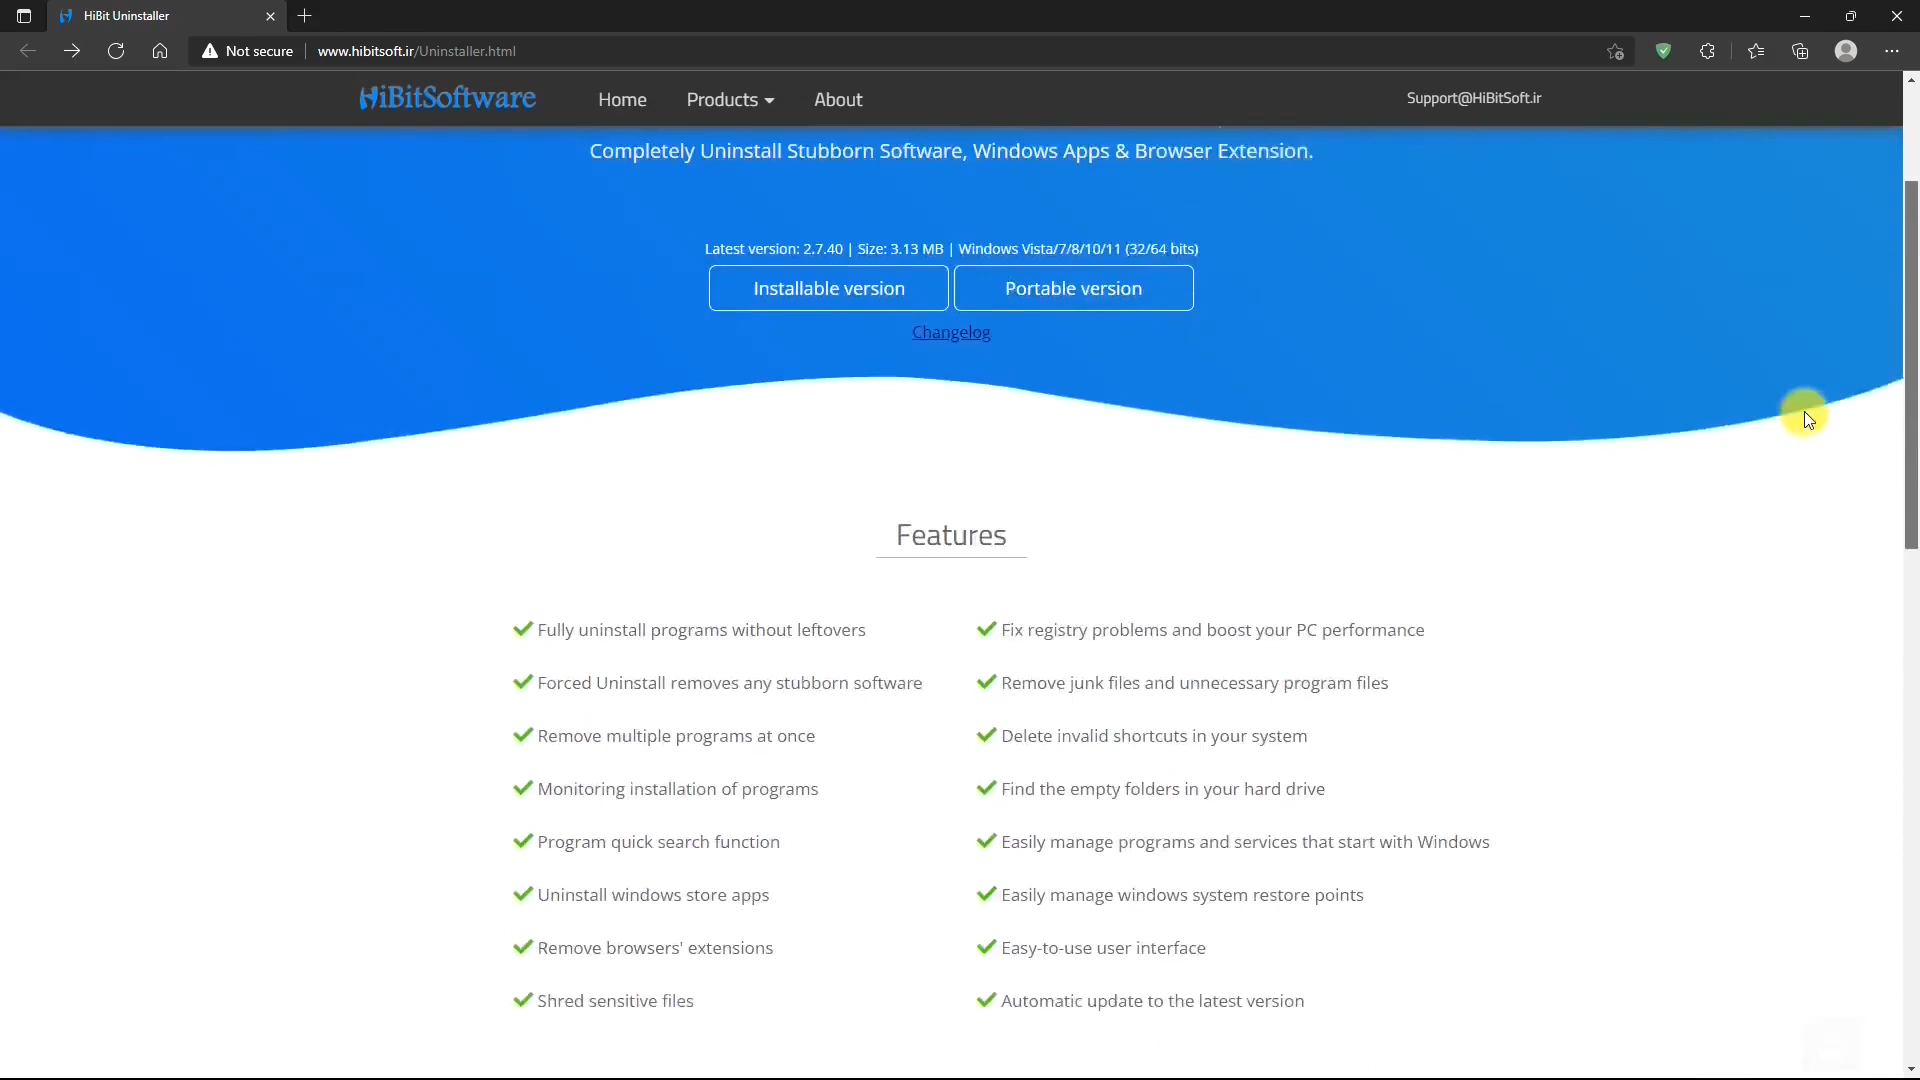 HiBit Uninstaller
Not secure
www.hibitsoft.ir/Uninstaller.html
HiBitSoftware
Home
Products
About
Support@HiBitSoft.ir
Completely Uninstall Stubborn Software, Windows Apps & Browser Extension.
Latest version: 2.7.40 | Size: 3.13 MB | Windows Vista/7/8/10/11 (32/64 bits)
Installable version
Portable version
Changelog
Features
Fully uninstall programs without leftovers
Fix registry problems and boost your PC performance
Forced Uninstall removes any stubborn software
Remove junk files and unnecessary program files
Remove multiple programs at once
Delete invalid shortcuts in your system
Monitoring installation of programs
Find the empty folders in your hard drive
Program quick search function
Easily manage programs and services that start with Windows
Uninstall windows store apps
Easily manage windows system restore points
Remove browsers' extensions
Easy-to-use user interface
Shred sensitive files
Automatic update to the latest version